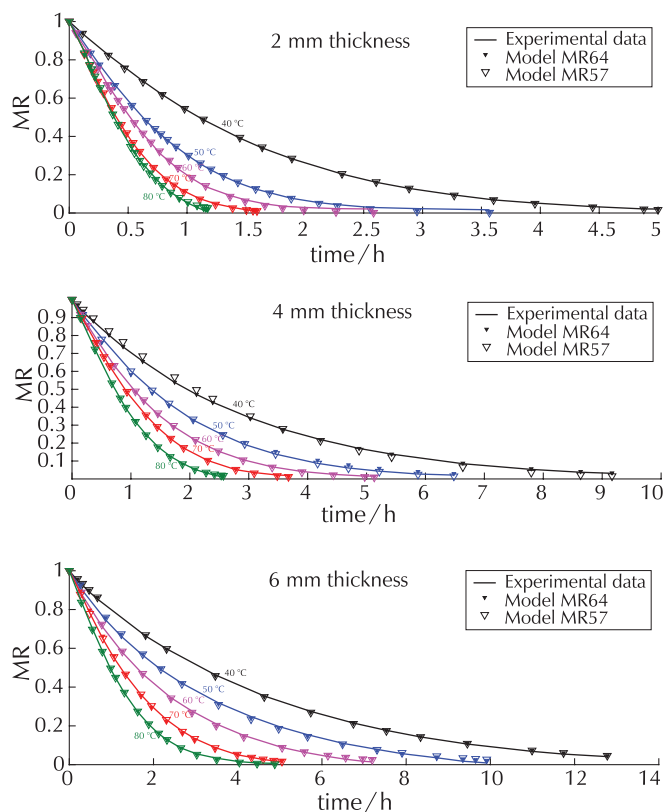 2 mm thickness
Experimental data
Model MR64
Model MR57
MR
1
0.8
0.6
0.4
0.2
0
40 °C
50 °C
60 °C
70 °C
80 °C
0 0.5 1 1.5 2 2.5 3 3.5 4 4.5 5
time/h
4 mm thickness
Experimental data
Model MR64
Model MR57
MR
0.9
0.8
0.7
0.6
0.5
0.4
0.3
0.2
0.1
40 °C
50 °C
60 °C
70 °C
80 °C
0 1 2 3 4 5 6 7 8 9 10
time/h
6 mm thickness
Experimental data
Model MR64
Model MR57
MR
1
0.8
0.6
0.4
0.2
0
40 °C
50 °C
60 °C
70 °C
80 °C
0 2 4 6 8 10 12 14
time/h